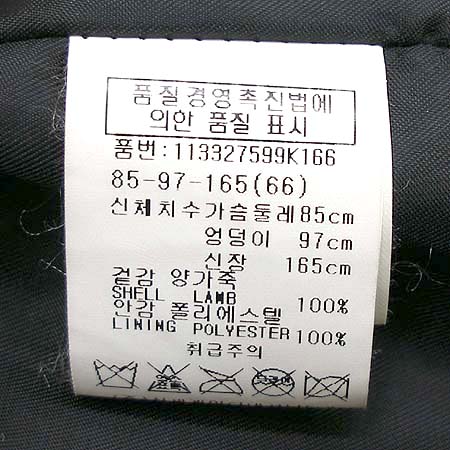 품질경영촉진법에
의한 품질 표시
품번:113327599K166
85-97-165(66)
신체치수가슴둘레85cm
엉덩이 97cm
신장 165cm
겉감 양가죽
SHELL LAMB 100%
안감 폴리에스텔
LINING POLYESTER 100%
취급주의